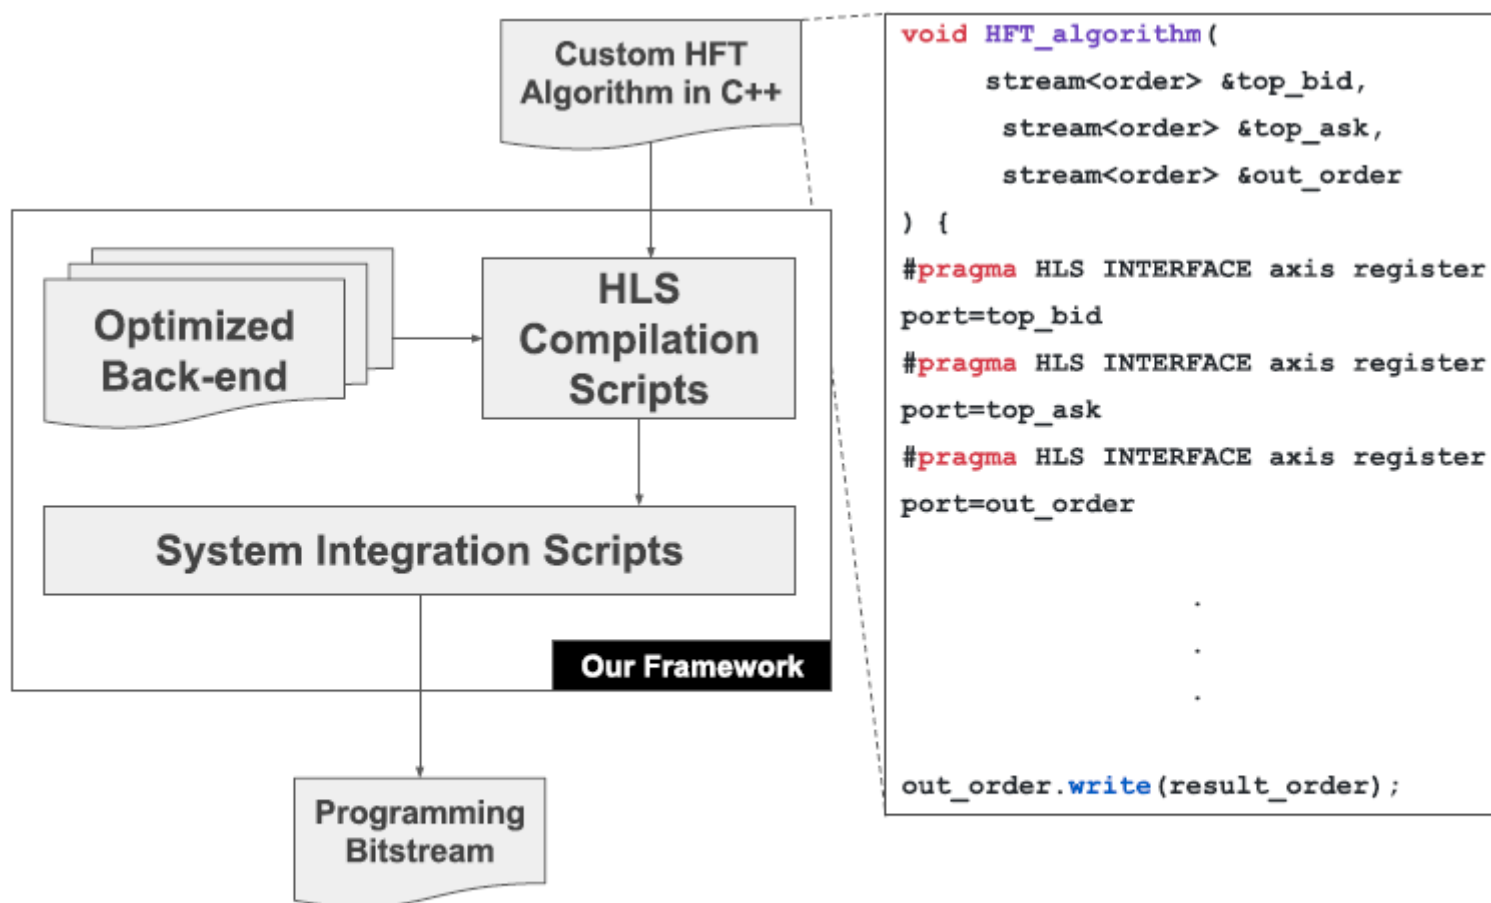 Custom HFT
Algorithm in C++
Optimized
Back-end
HLS
Compilation
Scripts
System Integration Scripts
Our Framework
Programming
Bitstream
void HFT_algorithm(
stream<order> &top_bid,
stream<order> &top_ask,
stream<order> &out_order
) {
#pragma HLS INTERFACE axis register
port=top_bid
#pragma HLS INTERFACE axis register
port=top_ask
#pragma HLS INTERFACE axis register
port=out_order
.
.
.
out_order.write(result_order);